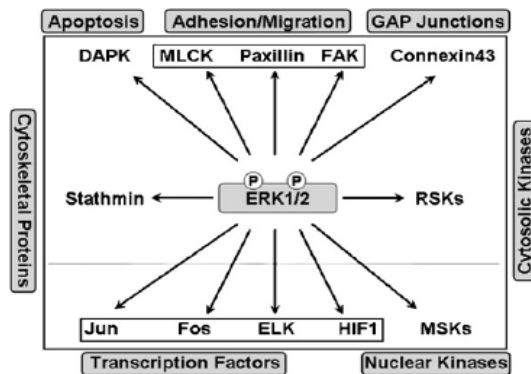 Apoptosis Adhesion/Migration GAP Junctions
DAPK MLCK Paxillin FAK Connexin43
Cytoskeletal Proteins
Cytosolic Kinases
P P
Stathmin ERK1/2 RSKs
Jun Fos ELK HIF1 MSKs
Transcription Factors Nuclear Kinases